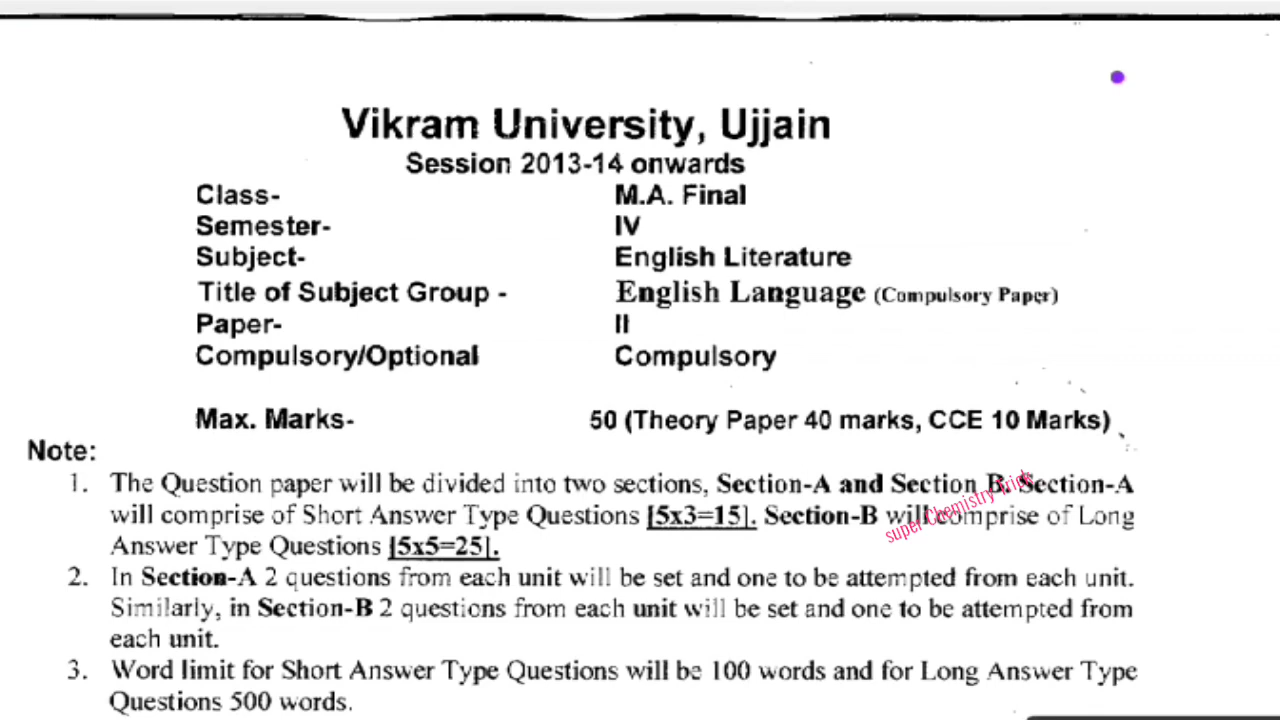 Vikram University, Ujjain
Session 2013-14 onwards
Class- M.A. Final
Semester- IV
Subject- English Literature
Title of Subject Group - English Language (Compulsory Paper)
Paper- II
Compulsory/Optional Compulsory
Max. Marks- 50 (Theory Paper 40 marks, CCE 10 Marks)
Note:
1. The Question paper will be divided into two sections, Section-A and Section B. Section-A
will comprise of Short Answer Type Questions [5x3=15]. Section-B will comprise of Long
Answer Type Questions [5x5=25].
2. In Section-A 2 questions from each unit will be set and one to be attempted from each unit.
Similarly, in Section-B 2 questions from each unit will be set and one to be attempted from
each unit.
3. Word limit for Short Answer Type Questions will be 100 words and for Long Answer Type
Questions 500 words.
super Chemistry Trick